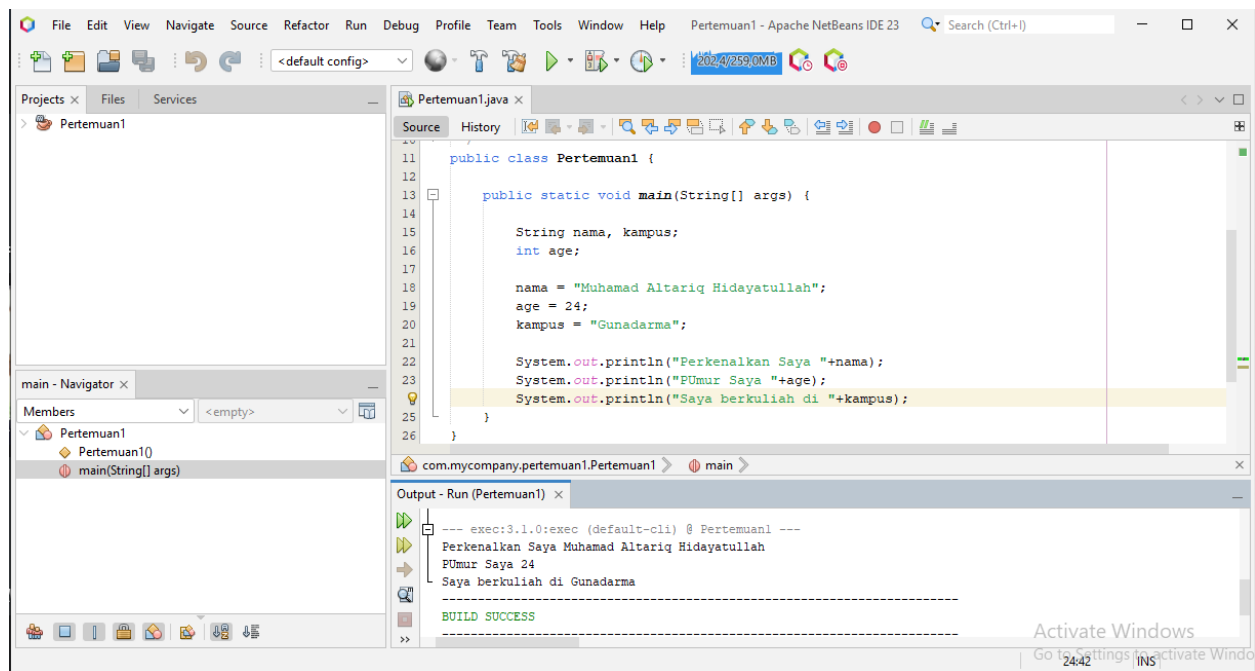 File Edit View Navigate Source Refactor Run Debug Profile Team Tools Window Help Pertemuan1 - Apache NetBeans IDE 23 Search (Ctrl+I)
<default config> 202,4/259,0MB
Projects Files Services
Pertemuan1
Pertemuan1.java
Source History
10
11 public class Pertemuan1 {
12
13 public static void main(String[] args) {
14
15 String nama, kampus;
16 int age;
17
18 nama = "Muhamad Altariq Hidayatullah";
19 age = 24;
20 kampus = "Gunadarma";
21
22 System.out.println("Perkenalkan Saya "+nama);
23 System.out.println("PUmur Saya "+age);
System.out.println("Saya berkuliah di "+kampus);
25 }
26 }
com.mycompany.pertemuan1.Pertemuan1 main
main - Navigator
Members <empty>
Pertemuan1
Pertemuan1()
main(String[] args)
Output - Run (Pertemuan1)
--- exec:3.1.0:exec (default-cli) @ Pertemuan1 ---
Perkenalkan Saya Muhamad Altariq Hidayatullah
PUmur Saya 24
Saya berkuliah di Gunadarma
------------------------------------------------------------------------
BUILD SUCCESS
------------------------------------------------------------------------
Activate Windows
Go to Settings to activate Windo
24:42 INS